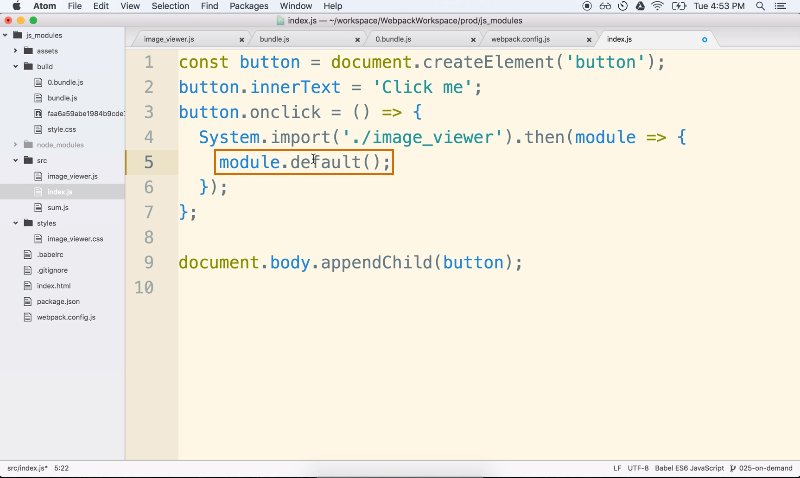 Atom File Edit View Selection Find Packages Window Help Tue 4:53 PM
index.js — ~/workspace/WebpackWorkspace/prod/js_modules
js_modules
assets
build
0.bundle.js
bundle.js
faa6a59abe1984b9cde7
style.css
node_modules
src
image_viewer.js
index.js
sum.js
styles
image_viewer.css
.babelrc
.gitignore
index.html
package.json
webpack.config.js
image_viewer.js bundle.js 0.bundle.js webpack.config.js index.js
1 const button = document.createElement('button');
2 button.innerText = 'Click me';
3 button.onclick = () => {
4 System.import('./image_viewer').then(module => {
5 module.default();
6 });
7 };
8
9 document.body.appendChild(button);
10
src/index.js* 5:22 LF UTF-8 Babel ES6 JavaScript 025-on-demand